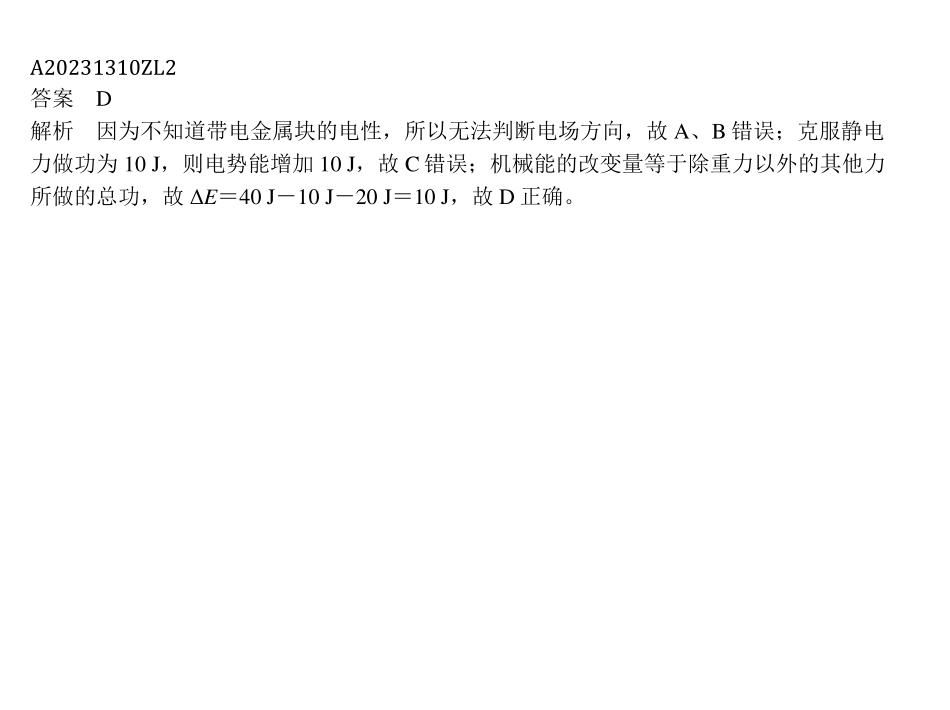 A20231310ZL2
答案　D
解析　因为不知道带电金属块的电性，所以无法判断电场方向，故 A、B 错误；克服静电
力做功为 10 J，则电势能增加 10 J，故 C 错误；机械能的改变量等于除重力以外的其他力
所做的总功，故 ΔE＝40 J－10 J－20 J＝10 J，故 D 正确。